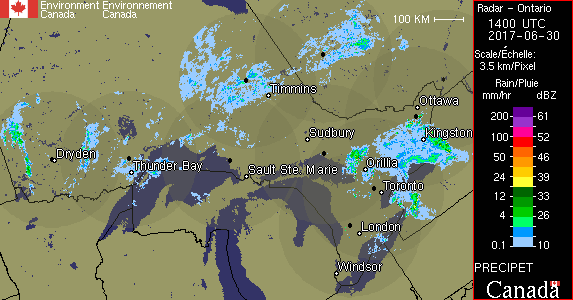 Environment Environnement
Canada Canada
100 KM
Timmins
Ottawa
Sudbury
Kingston
Dryden
Thunder Bay
Sault Ste. Marie
Orillia
Toronto
London
Windsor
Radar - Ontario
1400 UTC
2017-06-30
Scale/Échelle:
3.5 km/Pixel
Rain/Pluie
mm/hr dBZ
200 61
100 52
50 46
24 39
12 33
4 26
0.1 10
PRECIPET
Canada